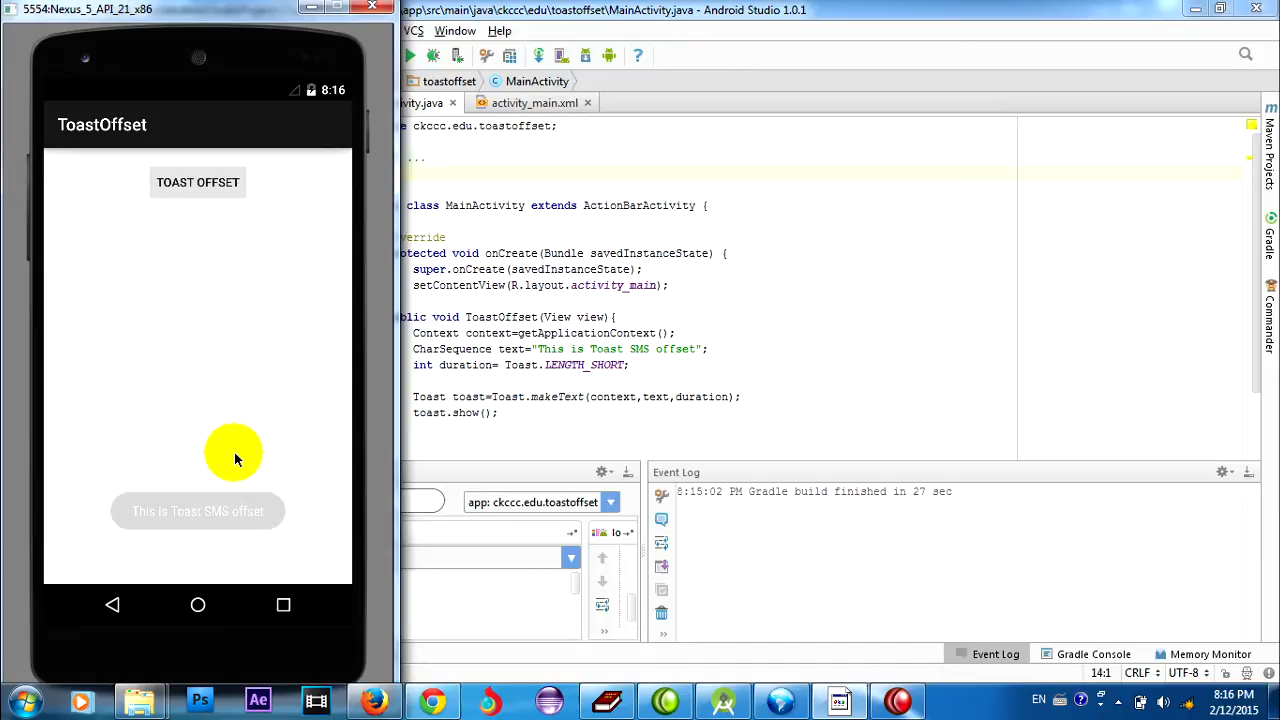 5554:Nexus_5_API_21_x86
app\src\main\java\ckccc\edu\toastoffset\MainActivity.java - Android Studio 1.0.1
VCS Window Help
toastoffset MainActivity
activity_main.xml
8:16
ToastOffset
TOAST OFFSET
This is Toast SMS offset
ckccc.edu.toastoffset;
...
class MainActivity extends ActionBarActivity {
void onCreate(Bundle savedInstanceState) {
super.onCreate(savedInstanceState);
setContentView(R.layout.activity_main);
void ToastOffset(View view){
Context context=getApplicationContext();
CharSequence text="This is Toast SMS offset";
int duration= Toast.LENGTH_SHORT;
Toast toast=Toast.makeText(context,text,duration);
toast.show();
Maven Projects
Gradle
Commander
app: ckccc.edu.toastoffset
lo
Event Log
8:15:02 PM Gradle build finished in 27 sec
Event Log Gradle Console Memory Monitor
14:1 CRLF UTF-8
Ps Ae
EN
8:16 PM
2/12/2015